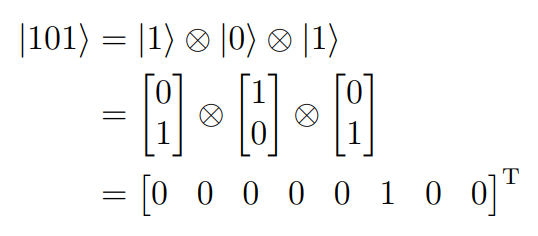 |101⟩ = |1⟩ ⊗ |0⟩ ⊗ |1⟩
= [0 1] ⊗ [1 0] ⊗ [0 1]
= [0 0 0 0 0 1 0 0]ᵀ